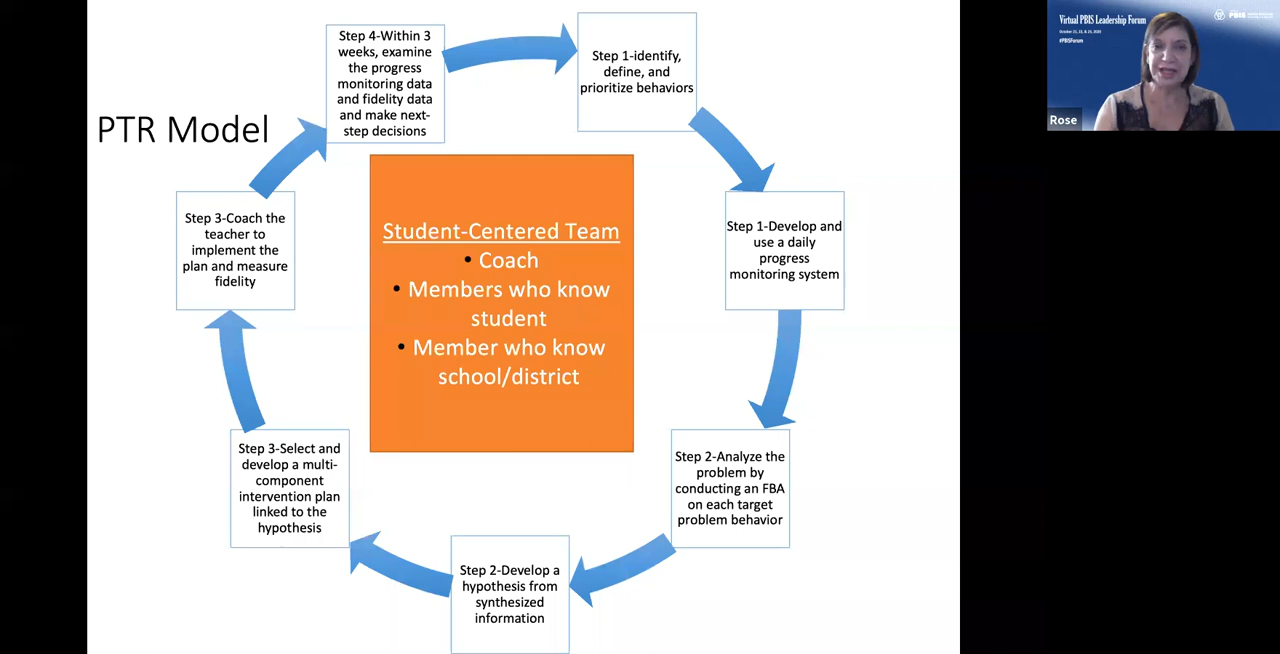 PTR Model
Step 4-Within 3
weeks, examine
the progress
monitoring data
and fidelity data
and make next-
step decisions
Step 1-identify,
define, and
prioritize behaviors
Step 1-Develop and
use a daily
progress
monitoring system
Step 2-Analyze the
problem by
conducting an FBA
on each target
problem behavior
Step 2-Develop a
hypothesis from
synthesized
information
Step 3-Select and
develop a multi-
component
intervention plan
linked to the
hypothesis
Step 3-Coach the
teacher to
implement the
plan and measure
fidelity
Student-Centered Team
• Coach
• Members who know
student
• Member who know
school/district
Virtual PBIS Leadership Forum
#PBISForum
PBIS
Rose